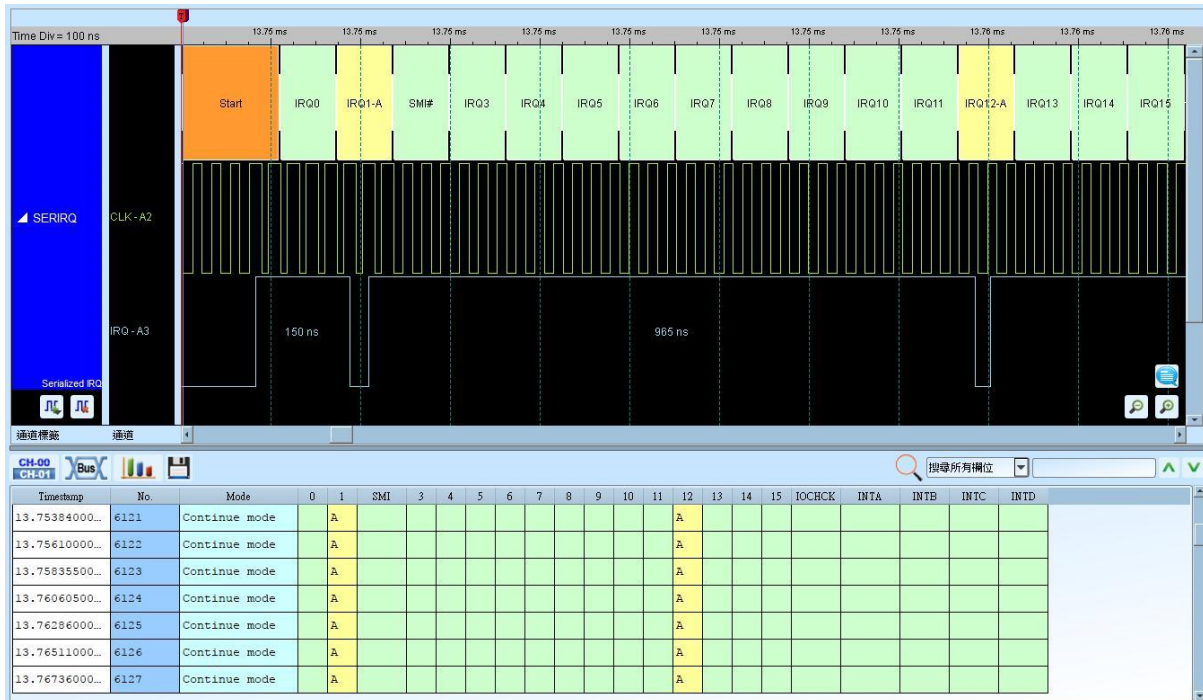 Time Div = 100 ns
13.75 ms 13.75 ms 13.75 ms 13.75 ms 13.75 ms 13.75 ms 13.75 ms 13.75 ms 13.76 ms 13.76 ms 13.76 ms
Start IRQ0 IRQ1-A SMI# IRQ3 IRQ4 IRQ5 IRQ6 IRQ7 IRQ8 IRQ9 IRQ10 IRQ11 IRQ12-A IRQ13 IRQ14 IRQ15
SERIRQ CLK-A2
IRQ-A3 150 ns 965 ns
Serialized IRQ
通道標籤 通道
CH-00
CH-01 Bus 搜尋所有欄位
Timestamp No. Mode 0 1 SMI 3 4 5 6 7 8 9 10 11 12 13 14 15 IOCHCK INTA INTB INTC INTD
13.75384000... 6121 Continue mode A A
13.75610000... 6122 Continue mode A A
13.75835500... 6123 Continue mode A A
13.76060500... 6124 Continue mode A A
13.76286000... 6125 Continue mode A A
13.76511000... 6126 Continue mode A A
13.76736000... 6127 Continue mode A A